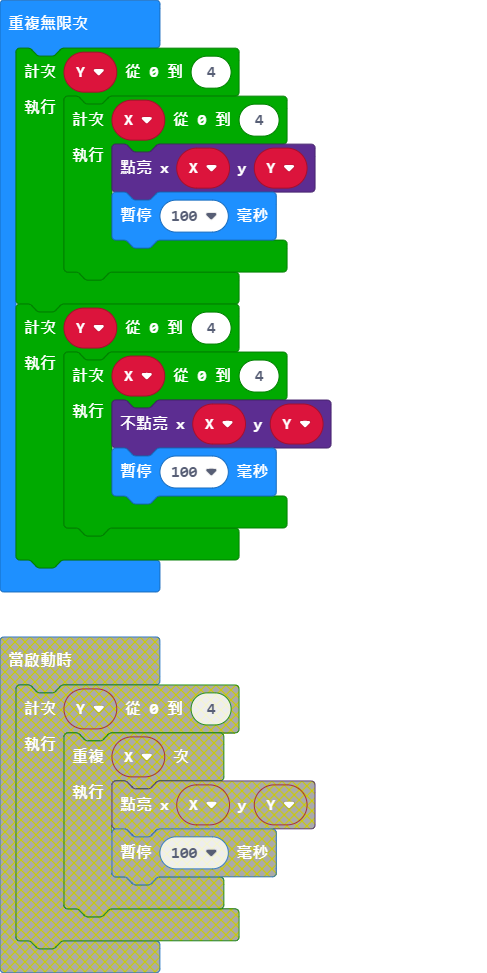 重複無限次
計次 Y 從 0 到 4
執行
計次 X 從 0 到 4
執行
點亮 x X y Y
暫停 100 毫秒
計次 Y 從 0 到 4
執行
計次 X 從 0 到 4
執行
不點亮 x X y Y
暫停 100 毫秒
當啟動時
計次 Y 從 0 到 4
執行
重複 X 次
執行
點亮 x X y Y
暫停 100 毫秒